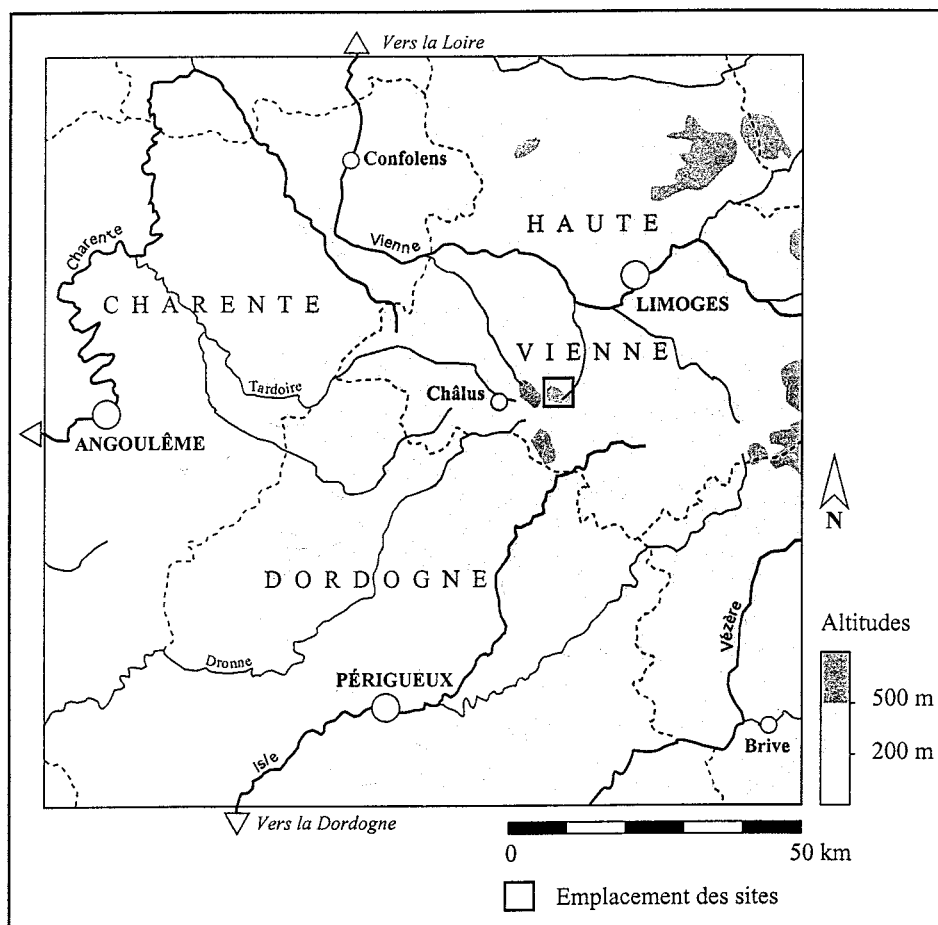 Vers la Loire
Confolens
HAUTE
Charente
Vienne
LIMOGES
CHARENTE
VIENNE
Tardoire
Châlus
ANGOULÊME
N
DORDOGNE
Vézère
Altitudes
Dronne
PÉRIGUEUX
500 m
200 m
Brive
Isle
Vers la Dordogne
0 50 km
Emplacement des sites